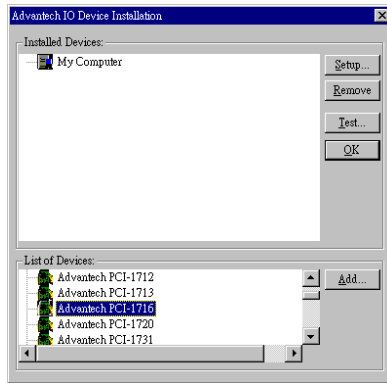 Advantech IO Device Installation
Installed Devices:
My Computer
Setup...
Remove
Test...
OK
List of Devices:
Advantech PCI-1712
Advantech PCI-1713
Advantech PCI-1716
Advantech PCI-1720
Advantech PCI-1731
Add...